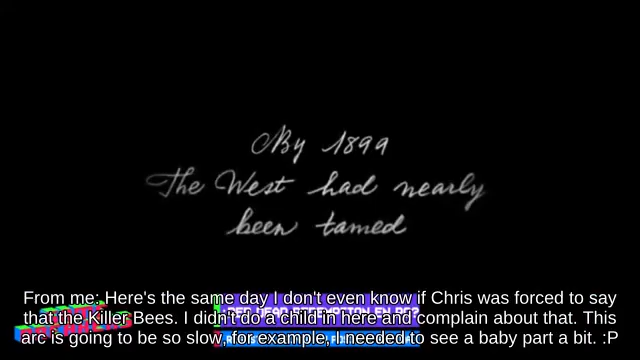 By 1899
The West had nearly
been tamed
From me: Here's the same day I don't even know if Chris was forced to say
that the Killer Bees. I didn't do a child in here and complain about that. This
arc is going to be so slow, for example, I needed to see a baby part a bit. :P